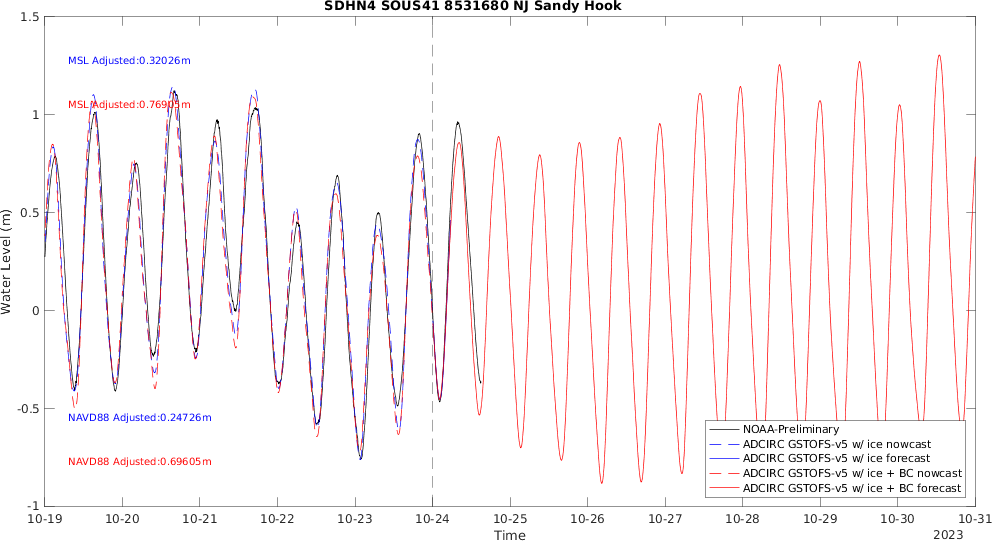 SDHN4 SOUS41 8531680 NJ Sandy Hook
1.5
MSL Adjusted:0.32026m
MSL Adjusted:0.76905m
1
0.5
Water Level (m)
0
-0.5
NAVD88 Adjusted:0.24726m
NAVD88 Adjusted:0.69605m
NOAA-Preliminary
ADCIRC GSTOFS-v5 w/ ice nowcast
ADCIRC GSTOFS-v5 w/ ice forecast
ADCIRC GSTOFS-v5 w/ ice + BC nowcast
ADCIRC GSTOFS-v5 w/ ice + BC forecast
-1
10-19 10-20 10-21 10-22 10-23 10-24 10-25 10-26 10-27 10-28 10-29 10-30 10-31
Time
2023